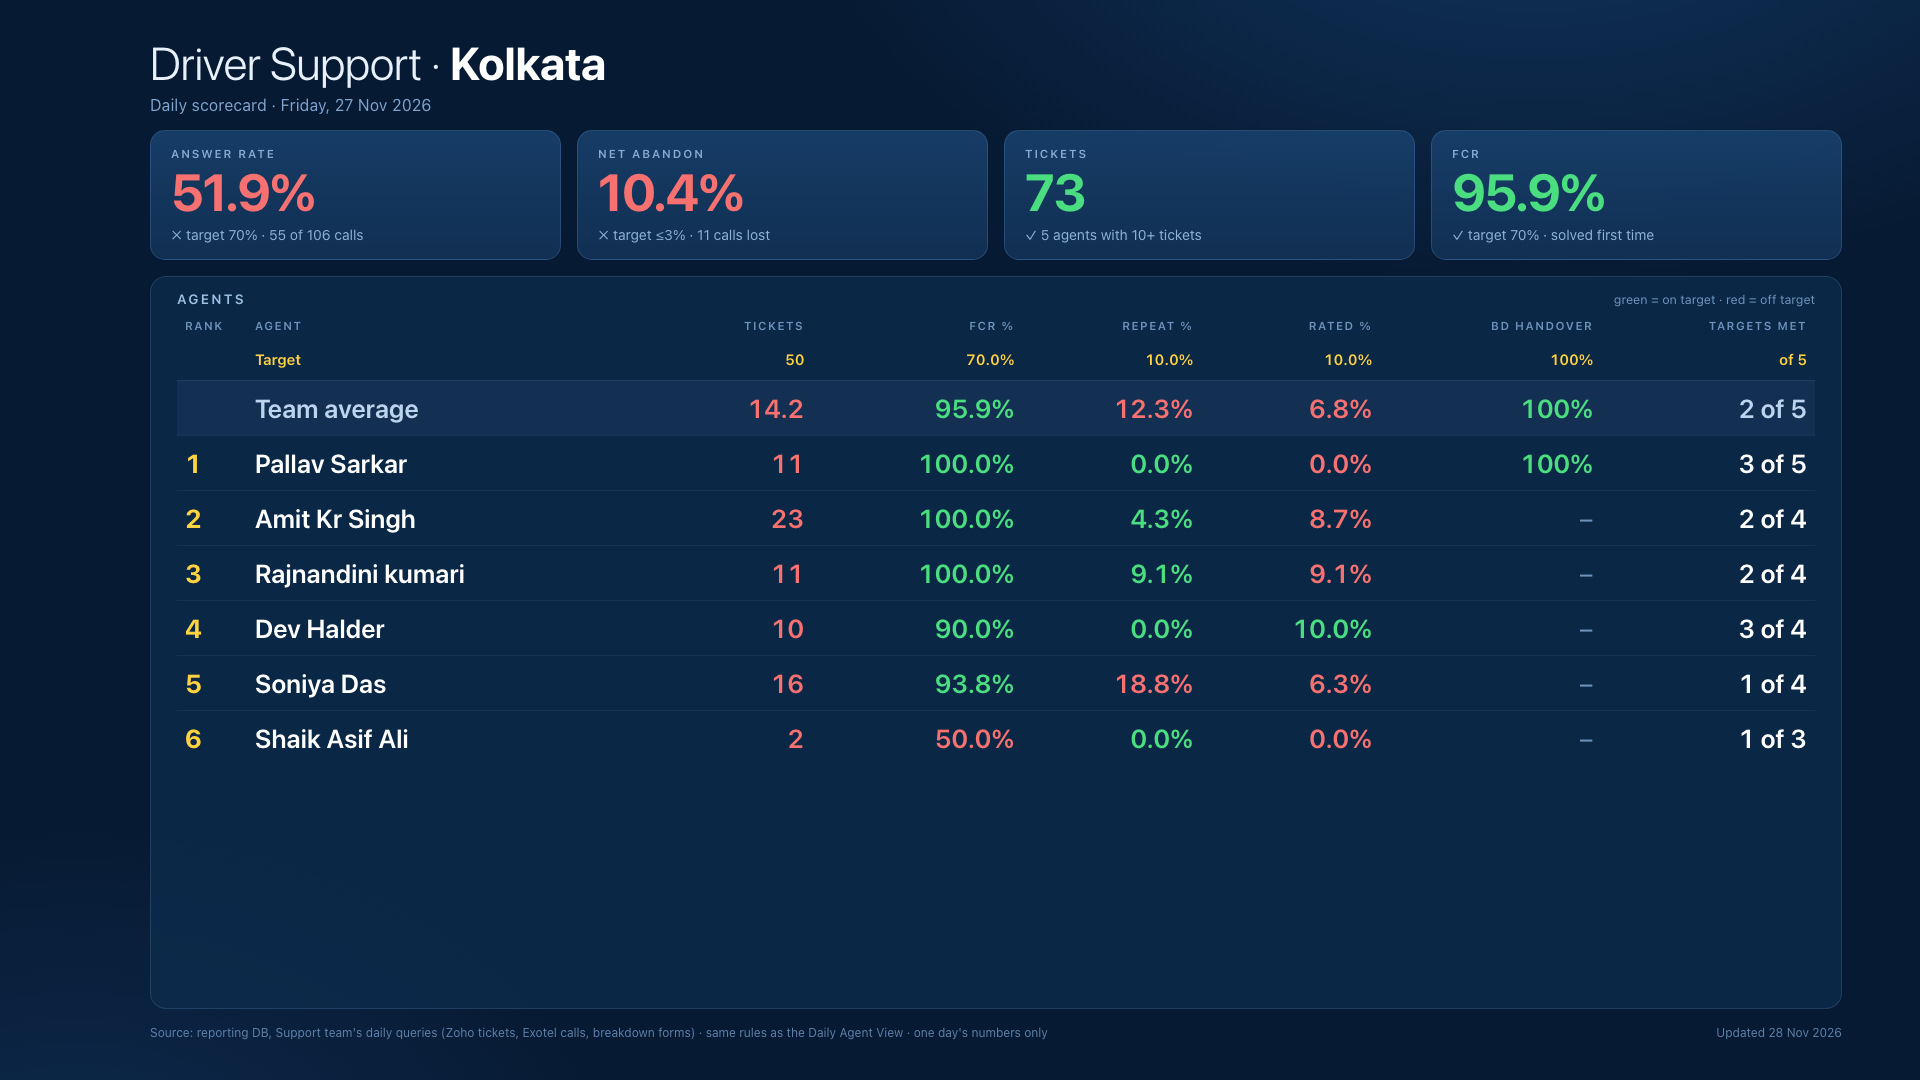 Driver Support · Kolkata
Daily scorecard · Friday, 27 Nov 2026
ANSWER RATE
51.9%
✕ target 70% · 55 of 106 calls
NET ABANDON
10.4%
✕ target ≤3% · 11 calls lost
TICKETS
73
✓ 5 agents with 10+ tickets
FCR
95.9%
✓ target 70% · solved first time
AGENTS green = on target · red = off target
RANK AGENT TICKETS FCR % REPEAT % RATED % BD HANDOVER TARGETS MET
Target 50 70.0% 10.0% 10.0% 100% of 5
Team average 14.2 95.9% 12.3% 6.8% 100% 2 of 5
1 Pallav Sarkar 11 100.0% 0.0% 0.0% 100% 3 of 5
2 Amit Kr Singh 23 100.0% 4.3% 8.7% – 2 of 4
3 Rajnandini kumari 11 100.0% 9.1% 9.1% – 2 of 4
4 Dev Halder 10 90.0% 0.0% 10.0% – 3 of 4
5 Soniya Das 16 93.8% 18.8% 6.3% – 1 of 4
6 Shaik Asif Ali 2 50.0% 0.0% 0.0% – 1 of 3
Source: reporting DB, Support team's daily queries (Zoho tickets, Exotel calls, breakdown forms) · same rules as the Daily Agent View · one day's numbers only
Updated 28 Nov 2026